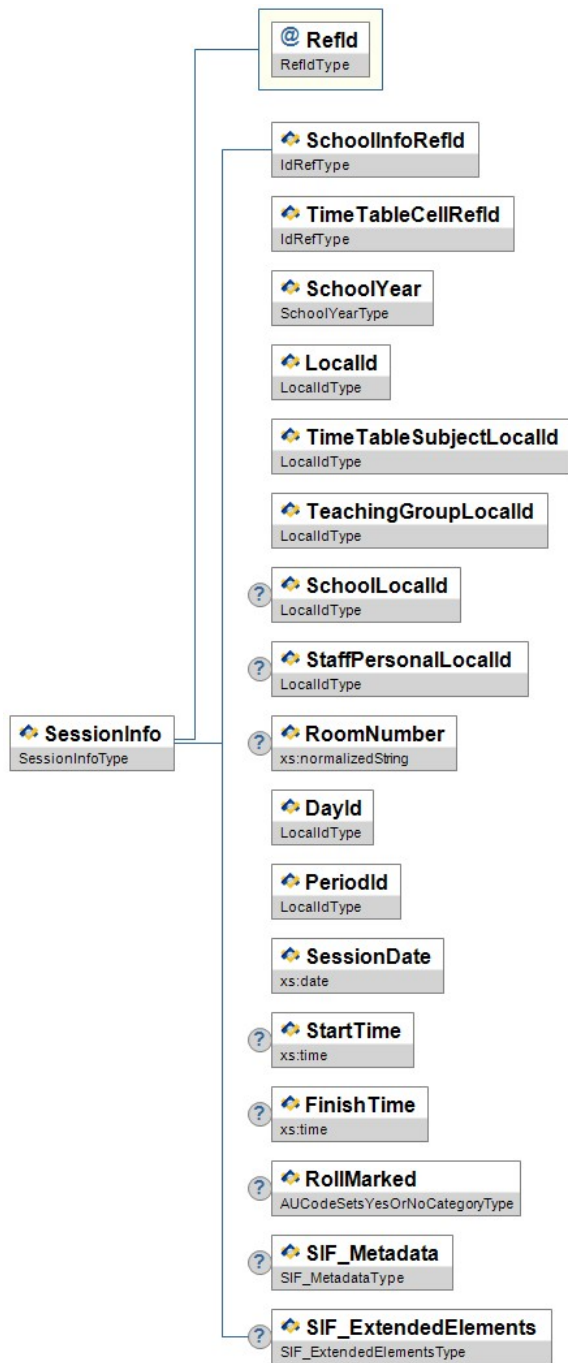 @ RefId
RefIdType
SchoolInfoRefId
IdRefType
TimeTableCellRefId
IdRefType
SchoolYear
SchoolYearType
LocalId
LocalIdType
TimeTableSubjectLocalId
LocalIdType
TeachingGroupLocalId
LocalIdType
? SchoolLocalId
LocalIdType
? StaffPersonalLocalId
LocalIdType
SessionInfo
SessionInfoType
? RoomNumber
xs:normalizedString
DayId
LocalIdType
PeriodId
LocalIdType
SessionDate
xs:date
? StartTime
xs:time
? FinishTime
xs:time
? RollMarked
AUCodeSetsYesOrNoCategoryType
? SIF_Metadata
SIF_MetadataType
? SIF_ExtendedElements
SIF_ExtendedElementsType